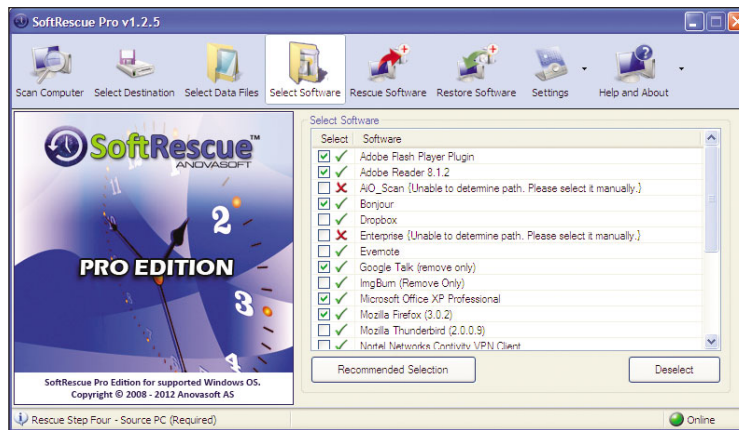 SoftRescue Pro v1.2.5
Scan Computer Select Destination Select Data Files Select Software Rescue Software Restore Software Settings Help and About
SoftRescue™
ANOVASOFT
11
1
2
3
4
PRO EDITION
SoftRescue Pro Edition for supported Windows OS.
Copyright © 2008 - 2012 Anovasoft AS
Select Software
Select Software
Adobe Flash Player Plugin
Adobe Reader 8.1.2
AiO_Scan {Unable to determine path. Please select it manually.}
Bonjour
Dropbox
Enterprise {Unable to determine path. Please select it manually.}
Evernote
Google Talk (remove only)
ImgBurn (Remove Only)
Microsoft Office XP Professional
Mozilla Firefox (3.0.2)
Mozilla Thunderbird (2.0.0.9)
Nortel Networks Contivity VPN Client
Recommended Selection Deselect
Rescue Step Four - Source PC (Required) Online